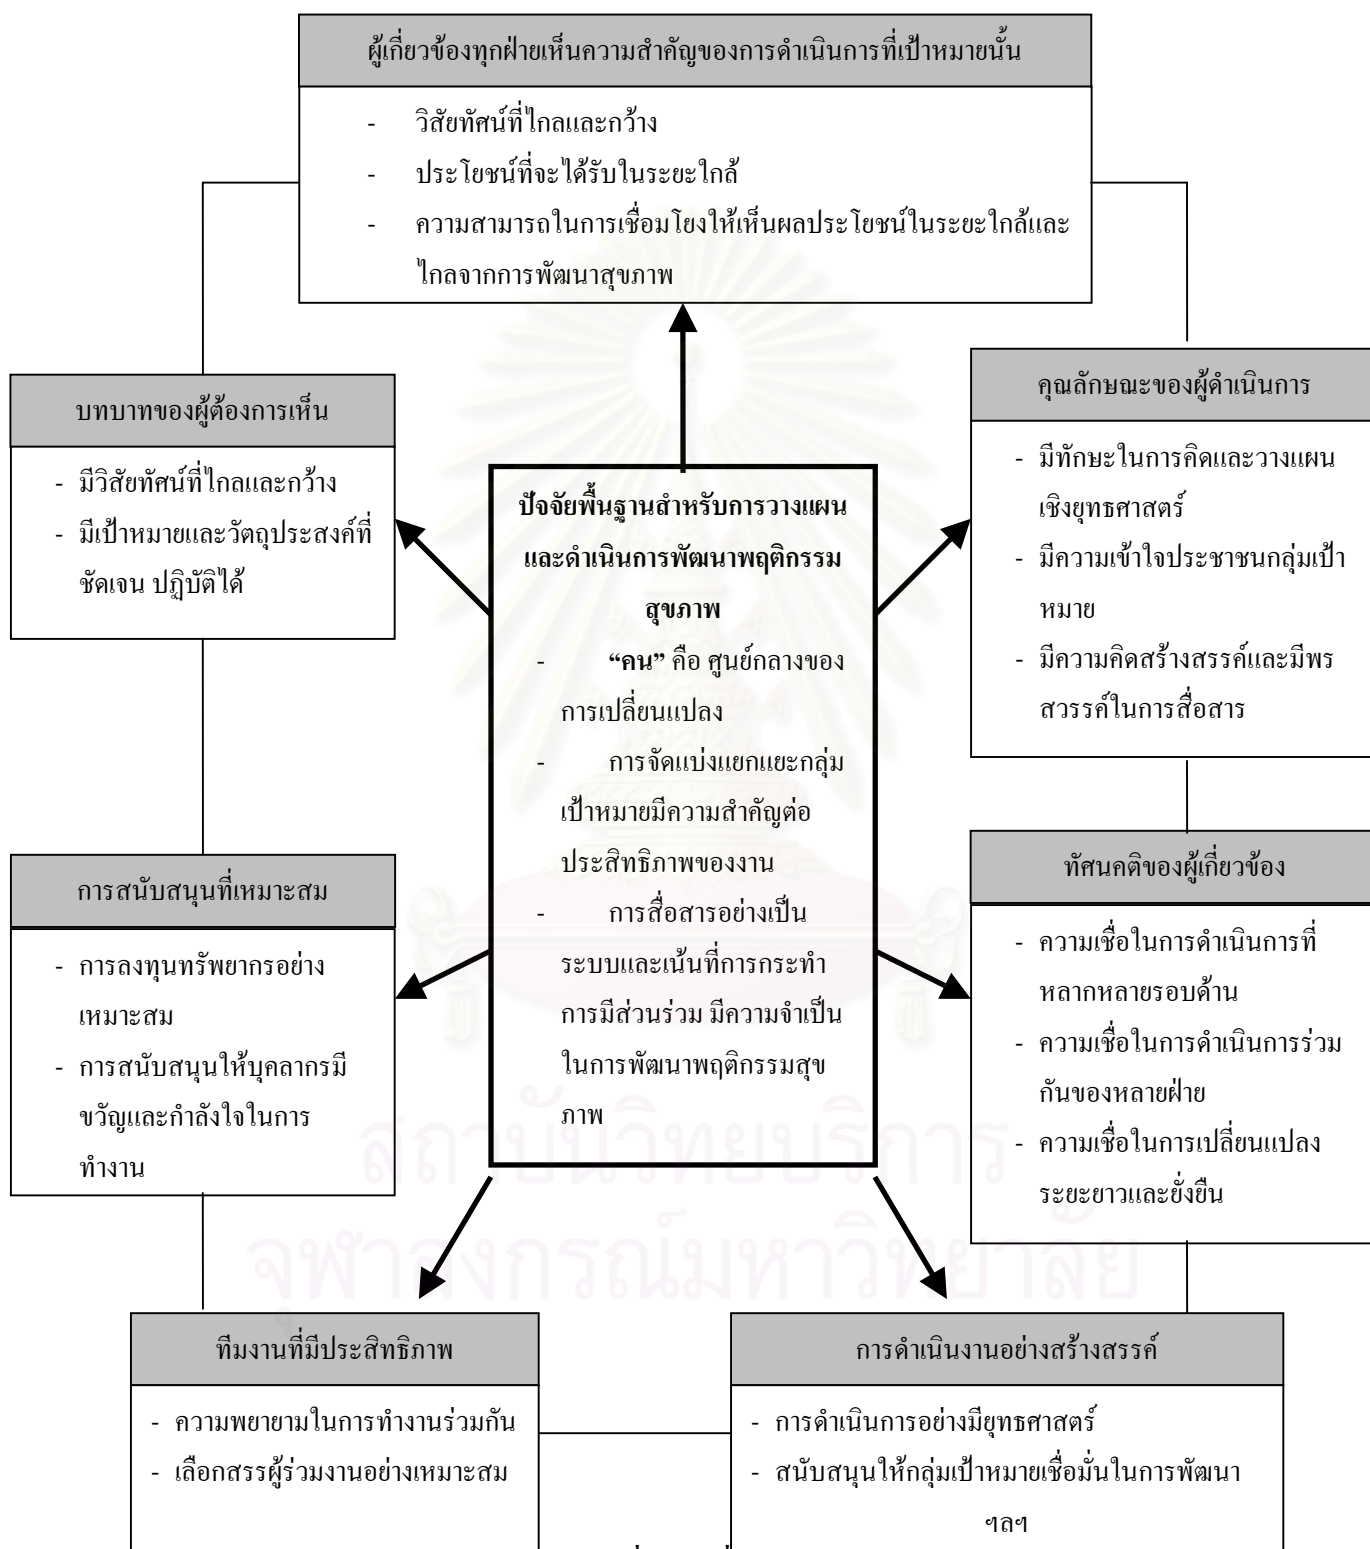 ผู้เกี่ยวข้องทุกฝ่ายเห็นความสำคัญของการดำเนินการที่เป้าหมายนั้น
- วิสัยทัศน์ที่ไกลและกว้าง
- ประโยชน์ที่จะได้รับในระยะใกล้
- ความสามารถในการเชื่อมโยงให้เห็นผลประโยชน์ในระยะใกล้และ
ไกลจากการพัฒนาสุขภาพ
บทบาทของผู้ต้องการเห็น
- มีวิสัยทัศน์ที่ไกลและกว้าง
- มีเป้าหมายและวัตถุประสงค์ที่
ชัดเจน ปฏิบัติได้
คุณลักษณะของผู้ดำเนินการ
- มีทักษะในการคิดและวางแผน
เชิงยุทธศาสตร์
- มีความเข้าใจประชาชนกลุ่มเป้า
หมาย
- มีความคิดสร้างสรรค์และมีพร
สวรรค์ในการสื่อสาร
ปัจจัยพื้นฐานสำหรับการวางแผน
และดำเนินการพัฒนาพฤติกรรม
สุขภาพ
- “คน” คือ ศูนย์กลางของ
การเปลี่ยนแปลง
- การจัดแบ่งแยกแยะกลุ่ม
เป้าหมายมีความสำคัญต่อ
ประสิทธิภาพของงาน
- การสื่อสารอย่างเป็น
ระบบและเน้นที่การกระทำ
การมีส่วนร่วม มีความจำเป็น
ในการพัฒนาพฤติกรรมสุข
ภาพ
การสนับสนุนที่เหมาะสม
- การลงทุนทรัพยากรอย่าง
เหมาะสม
- การสนับสนุนให้บุคลากรมี
ขวัญและกำลังใจในการ
ทำงาน
ทัศนคติของผู้เกี่ยวข้อง
- ความเชื่อในการดำเนินการที่
หลากหลายรอบด้าน
- ความเชื่อในการดำเนินการร่วม
กันของหลายฝ่าย
- ความเชื่อในการเปลี่ยนแปลง
ระยะยาวและยั่งยืน
สถาบันวิทยบริการ
จุฬาลงกรณ์มหาวิทยาลัย
ทีมงานที่มีประสิทธิภาพ
- ความพยายามในการทำงานร่วมกัน
- เลือกสรรผู้ร่วมงานอย่างเหมาะสม
การดำเนินงานอย่างสร้างสรรค์
- การดำเนินการอย่างมียุทธศาสตร์
- สนับสนุนให้กลุ่มเป้าหมายเชื่อมั่นในการพัฒนา
ฯลฯ